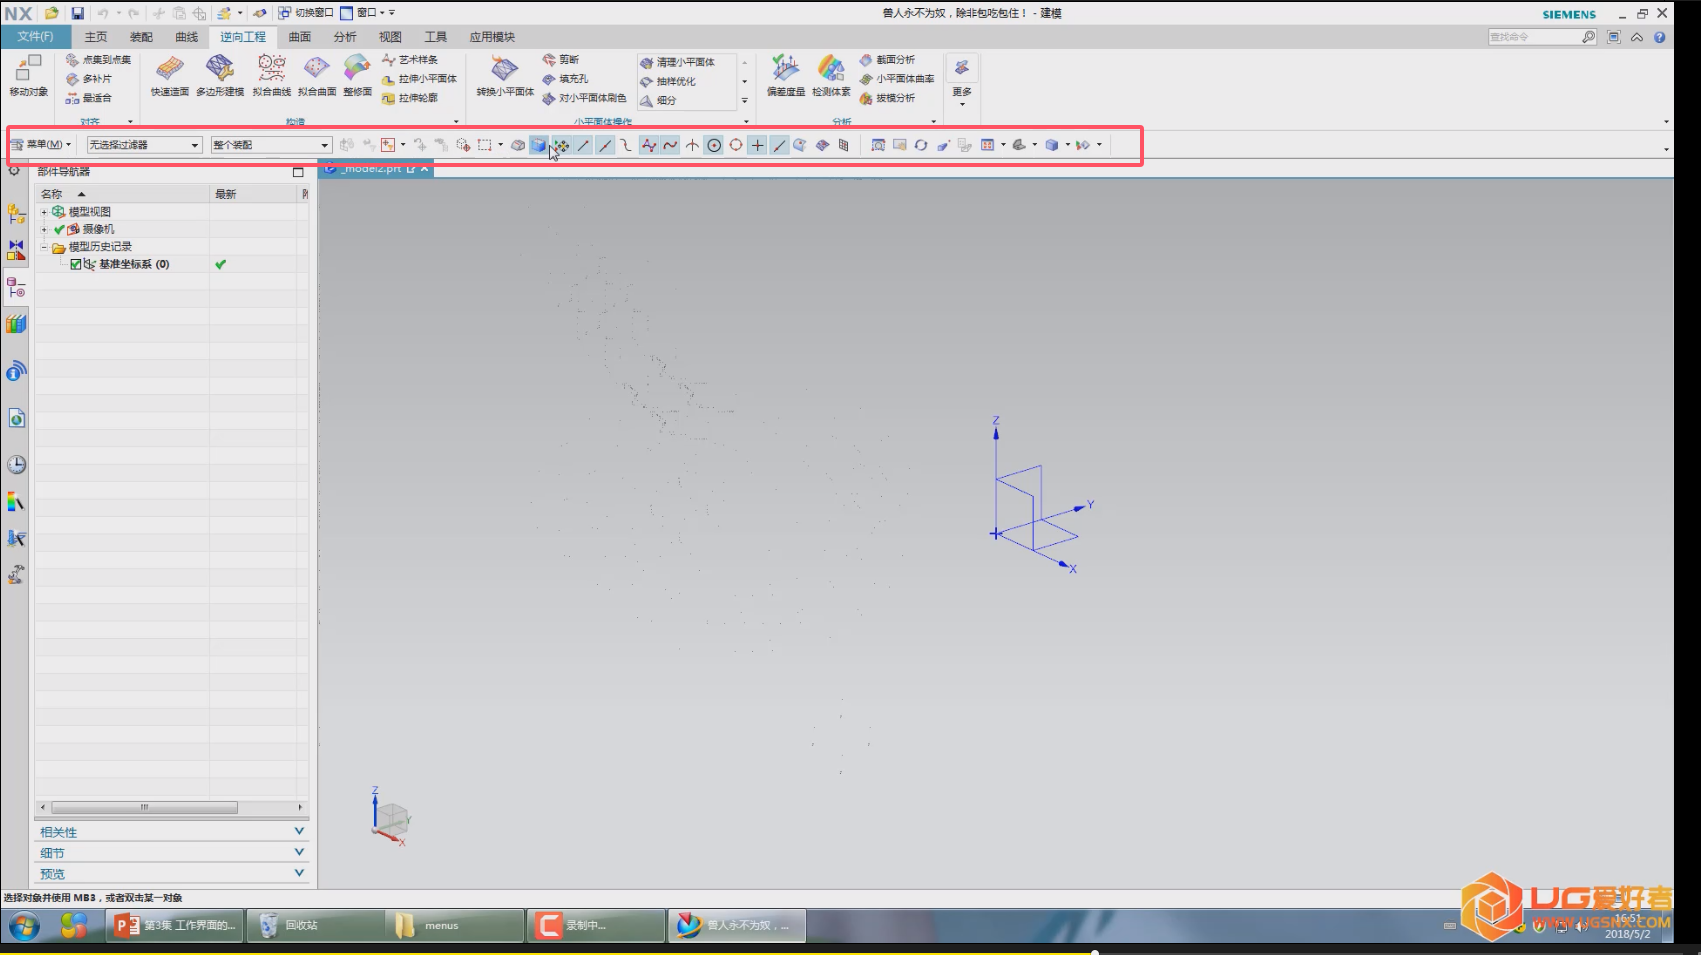 NX 切换窗口 窗口 兽人永不为奴，除非包吃包住！ - 建模 SIEMENS
文件(F) 主页 装配 曲线 逆向工程 曲面 分析 视图 工具 应用模块 查找命令
移动对象 点集到点集 快速造面 多边形建模 拟合曲线 拟合曲面 整修面 艺术样条 转换小平面体 剪断 清理小平面体 偏差度量 检测体素 截面分析 更多
多补片 拉伸小平面体 填充孔 抽样优化 小平面体曲率
最适合 拉伸轮廓 对小平面体刷色 细分 拔模分析
对齐 构造 小平面体操作 分析
菜单(M) 无选择过滤器 整个装配
部件导航器 _model2.prt
名称 最新
模型视图
摄像机
模型历史记录
基准坐标系 (0)
Z
Y
X
Z
Y
X
相关性
细节
预览
选择对象并使用 MB3，或者双击某一对象
第3集 工作界面的... 回收站 menus 录制中... 兽人永不为奴，...
UG爱好者
WWW.UGSNX.COM
16:51
2018/5/2